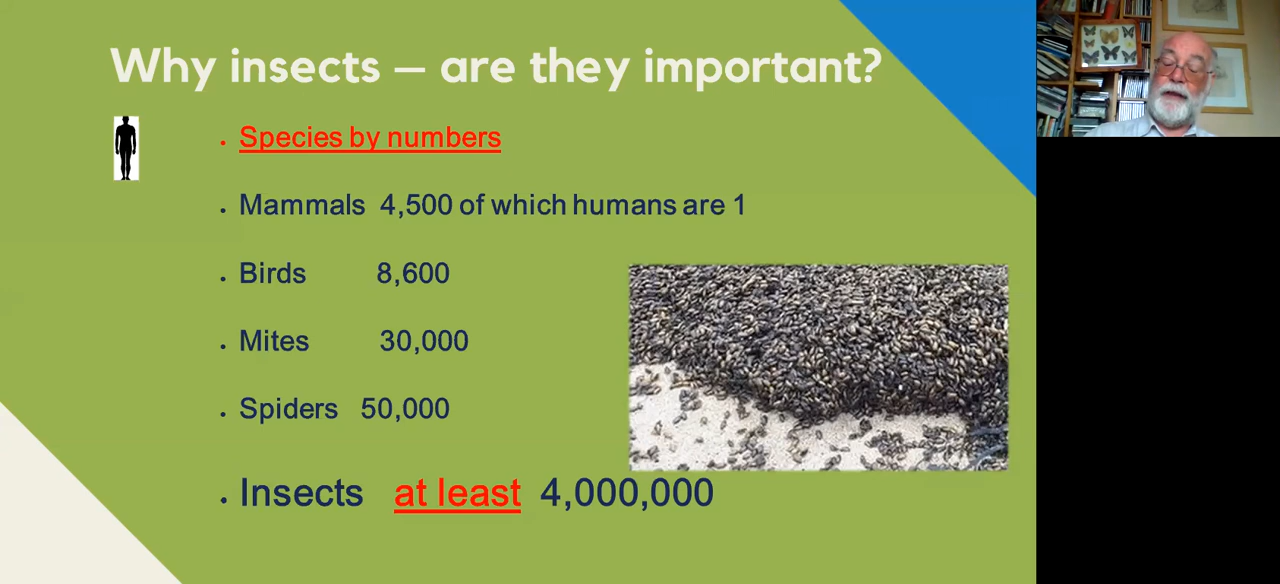 Why insects – are they important?
Species by numbers
Mammals 4,500 of which humans are 1
Birds 8,600
Mites 30,000
Spiders 50,000
Insects at least 4,000,000